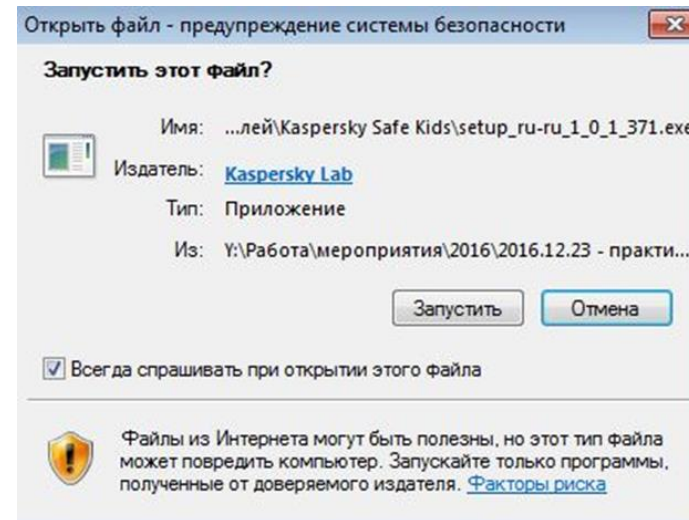 Открыть файл - предупреждение системы безопасности
Запустить этот файл?
Имя: ...лей\Kaspersky Safe Kids\setup_ru-ru_1_0_1_371.exe
Издатель: Kaspersky Lab
Тип: Приложение
Из: Y:\Работа\мероприятия\2016\2016.12.23 - практи...
Запустить Отмена
Всегда спрашивать при открытии этого файла
Файлы из Интернета могут быть полезны, но этот тип файла
может повредить компьютер. Запускайте только программы,
полученные от доверяемого издателя. Факторы риска